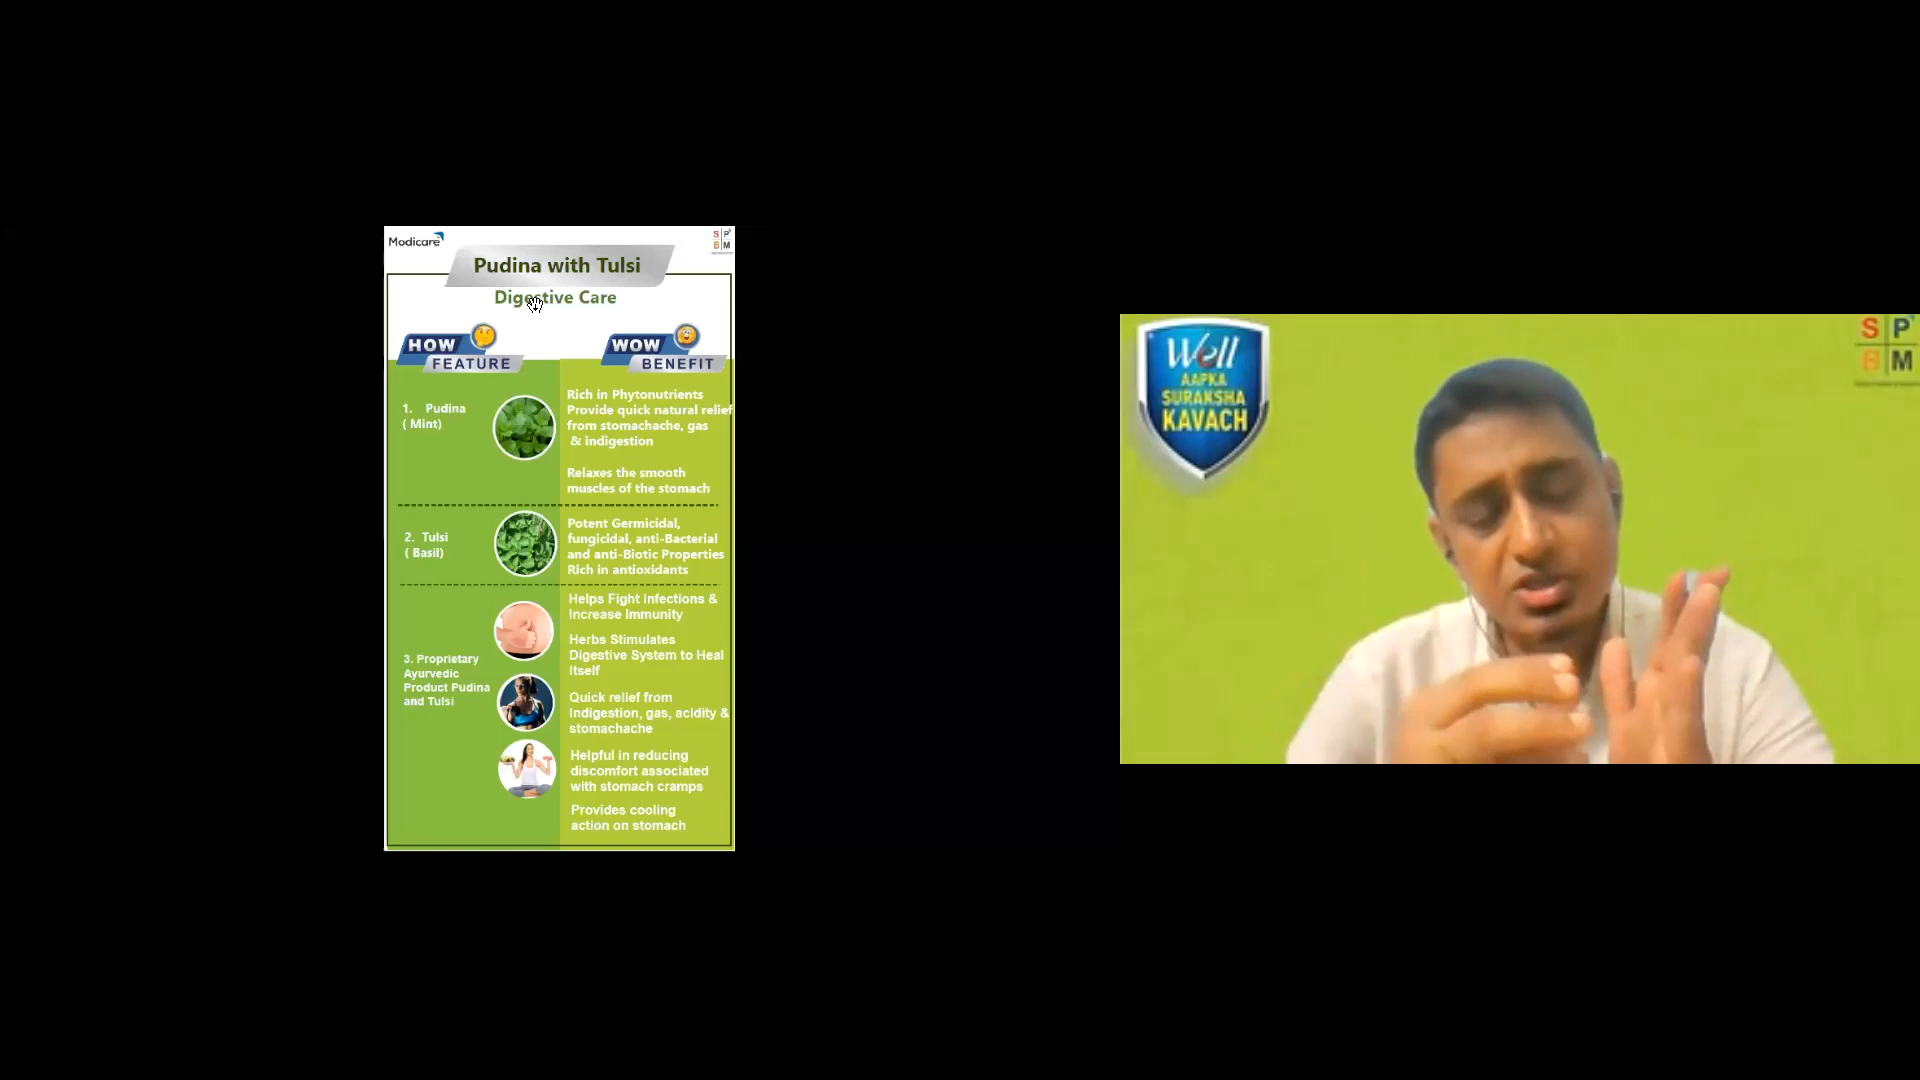 Modicare
S P
B M
Pudina with Tulsi
Digestive Care
HOW
FEATURE
WOW
BENEFIT
1. Pudina
( Mint)
Rich in Phytonutrients
Provide quick natural relief
from stomachache, gas
& indigestion
Relaxes the smooth
muscles of the stomach
2. Tulsi
( Basil)
Potent Germicidal,
fungicidal, anti-Bacterial
and anti-Biotic Properties
Rich in antioxidants
3. Proprietary
Ayurvedic
Product Pudina
and Tulsi
Helps Fight Infections &
Increase Immunity
Herbs Stimulates
Digestive System to Heal
Itself
Quick relief from
Indigestion, gas, acidity &
stomachache
Helpful in reducing
discomfort associated
with stomach cramps
Provides cooling
action on stomach
Well
AAPKA
SURAKSHA
KAVACH
S P
B M